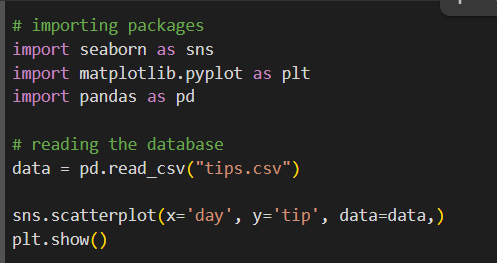 # importing packages
import seaborn as sns
import matplotlib.pyplot as plt
import pandas as pd
# reading the database
data = pd.read_csv("tips.csv")
sns.scatterplot(x='day', y='tip', data=data,)
plt.show()